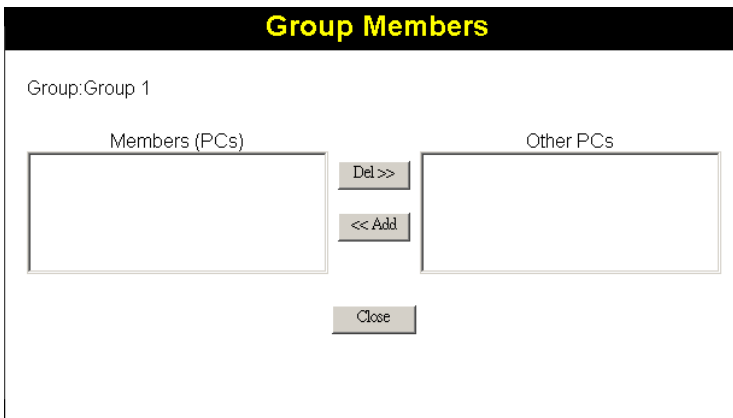 Group Members
Group:Group 1
Members (PCs)
Other PCs
Del >>
<< Add
Close